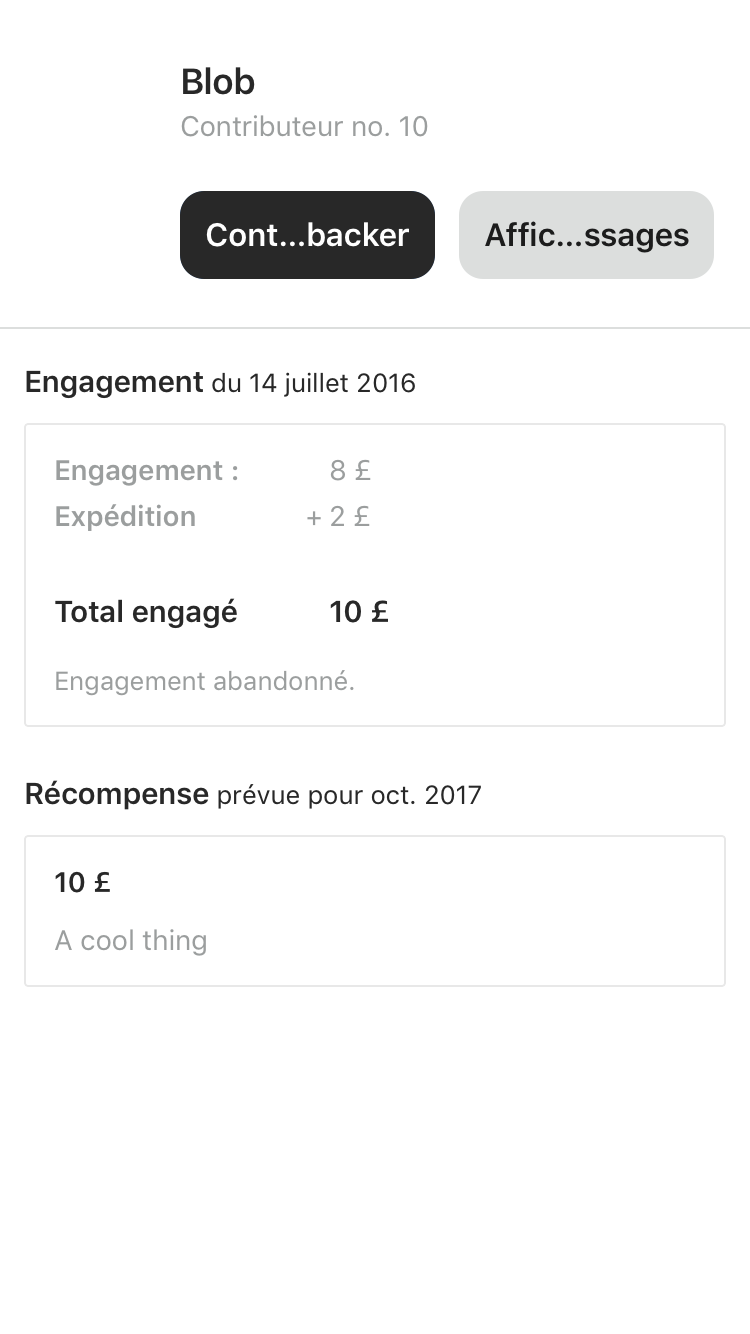 Blob
Contributeur no. 10
Cont...backer
Affic...ssages
Engagement du 14 juillet 2016
Engagement : 8 £
Expédition + 2 £
Total engagé 10 £
Engagement abandonné.
Récompense prévue pour oct. 2017
10 £
A cool thing